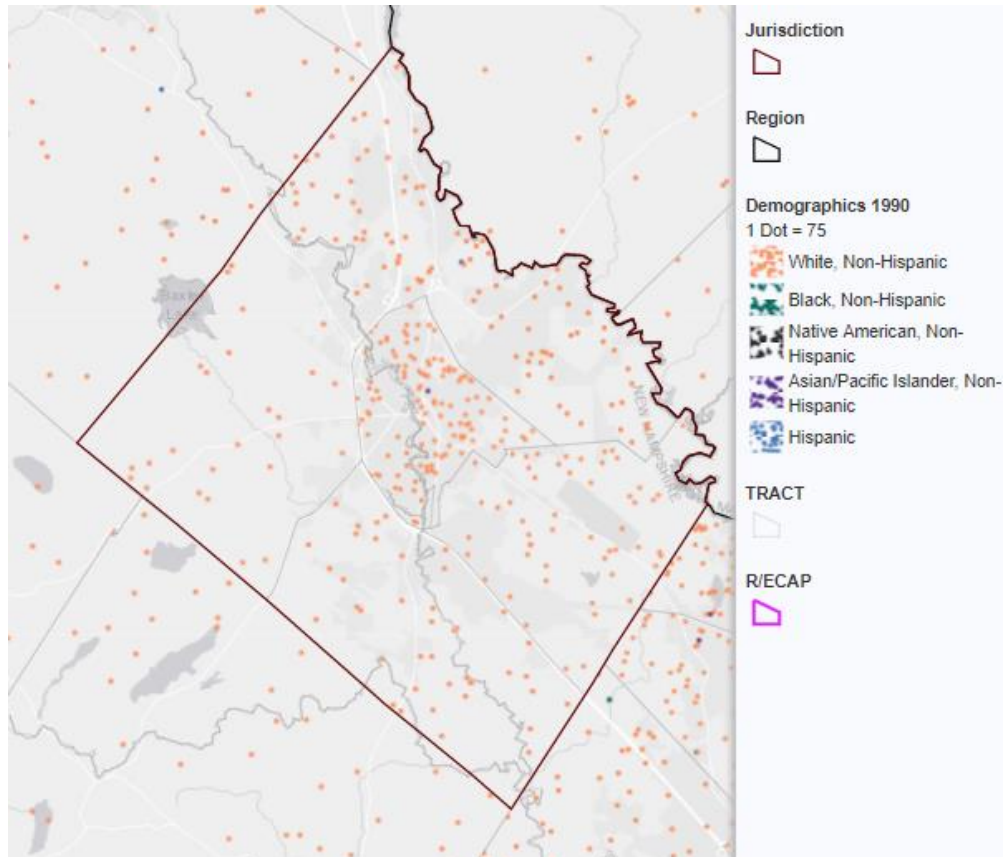 Jurisdiction
Region
Demographics 1990
1 Dot = 75
White, Non-Hispanic
Black, Non-Hispanic
Native American, Non-
Hispanic
Asian/Pacific Islander, Non-
Hispanic
Hispanic
TRACT
R/ECAP
NEW HAMPSHIRE